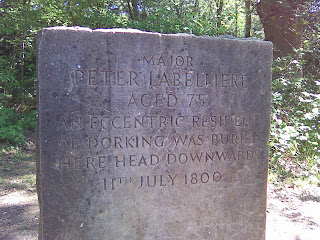 MAJOR
PETER LABELLIERE
AGED 75
AN ECCENTRIC RESIDENT
OF DORKING WAS BURIED
HERE HEAD DOWNWARDS
11TH JULY 1800